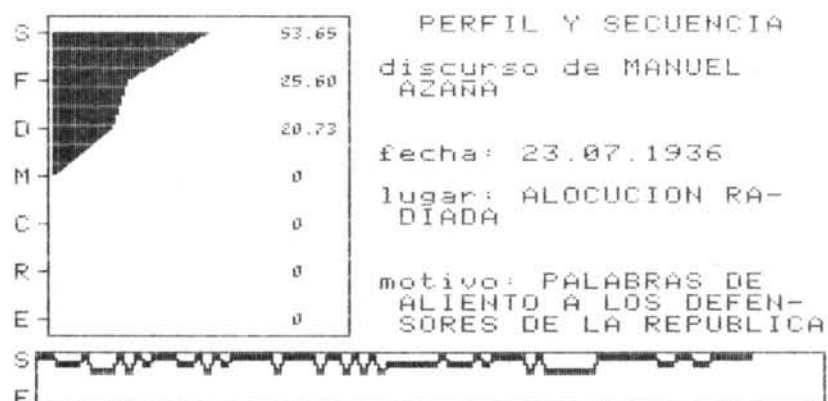 PERFIL Y SECUENCIA
S 53.65
F 25.60
D 20.73
M 0
C 0
R 0
E 0
discurso de MANUEL
AZAÑA
fecha: 23.07.1936
lugar: ALOCUCION RA-
DIADA
motivo: PALABRAS DE
ALIENTO A LOS DEFEN-
SORES DE LA REPUBLICA
S
E